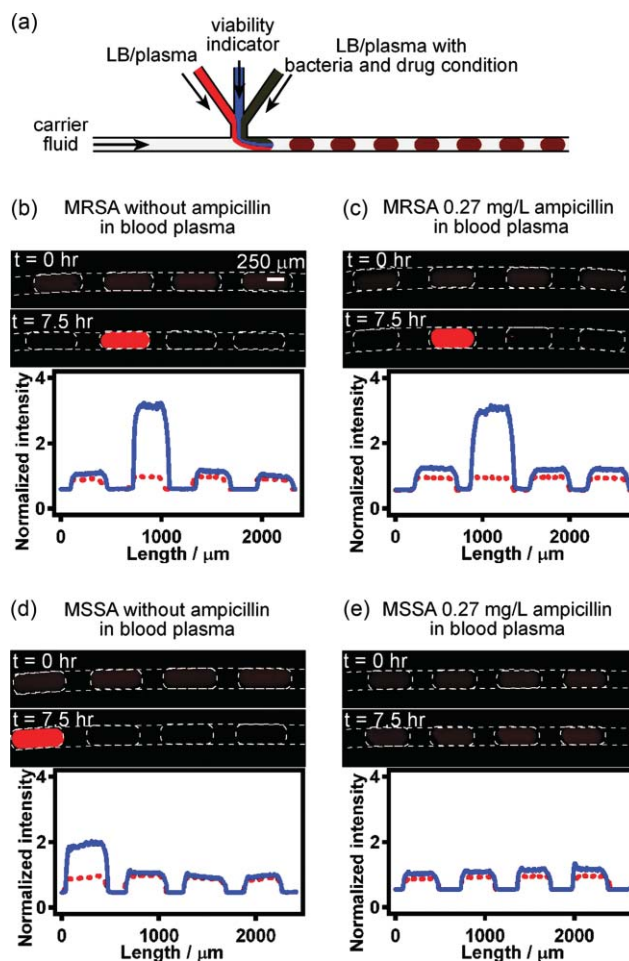 (a)
viability
indicator
LB/plasma
LB/plasma with
bacteria and drug condition
carrier
fluid
(b) MRSA without ampicillin
in blood plasma
t = 0 hr
250 μm
t = 7.5 hr
Normalized intensity
4
2
0
0 1000 2000
Length / μm
(c) MRSA 0.27 mg/L ampicillin
in blood plasma
t = 0 hr
t = 7.5 hr
Normalized intensity
4
2
0
0 1000 2000
Length / μm
(d) MSSA without ampicillin
in blood plasma
t = 0 hr
t = 7.5 hr
Normalized intensity
4
2
0
0 1000 2000
Length / μm
(e) MSSA 0.27 mg/L ampicillin
in blood plasma
t = 0 hr
t = 7.5 hr
Normalized intensity
4
2
0
0 1000 2000
Length / μm